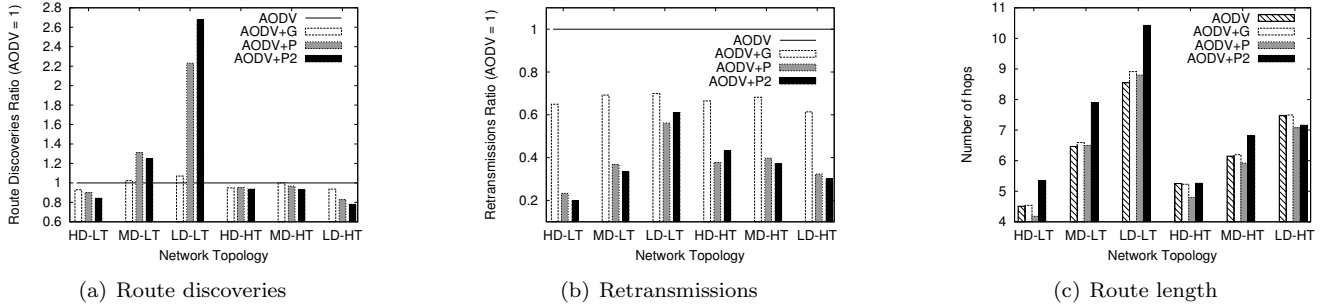 Route Discoveries Ratio (AODV = 1)
2.8
2.6
2.4
2.2
2
1.8
1.6
1.4
1.2
1
0.8
0.6
AODV
AODV+G
AODV+P
AODV+P2
HD-LT MD-LT LD-LT HD-HT MD-HT LD-HT
Network Topology
(a) Route discoveries
Retransmissions Ratio (AODV = 1)
1
0.8
0.6
0.4
0.2
AODV
AODV+G
AODV+P
AODV+P2
HD-LT MD-LT LD-LT HD-HT MD-HT LD-HT
Network Topology
(b) Retransmissions
Number of hops
11
10
9
8
7
6
5
4
AODV
AODV+G
AODV+P
AODV+P2
HD-LT MD-LT LD-LT HD-HT MD-HT LD-HT
Network Topology
(c) Route length